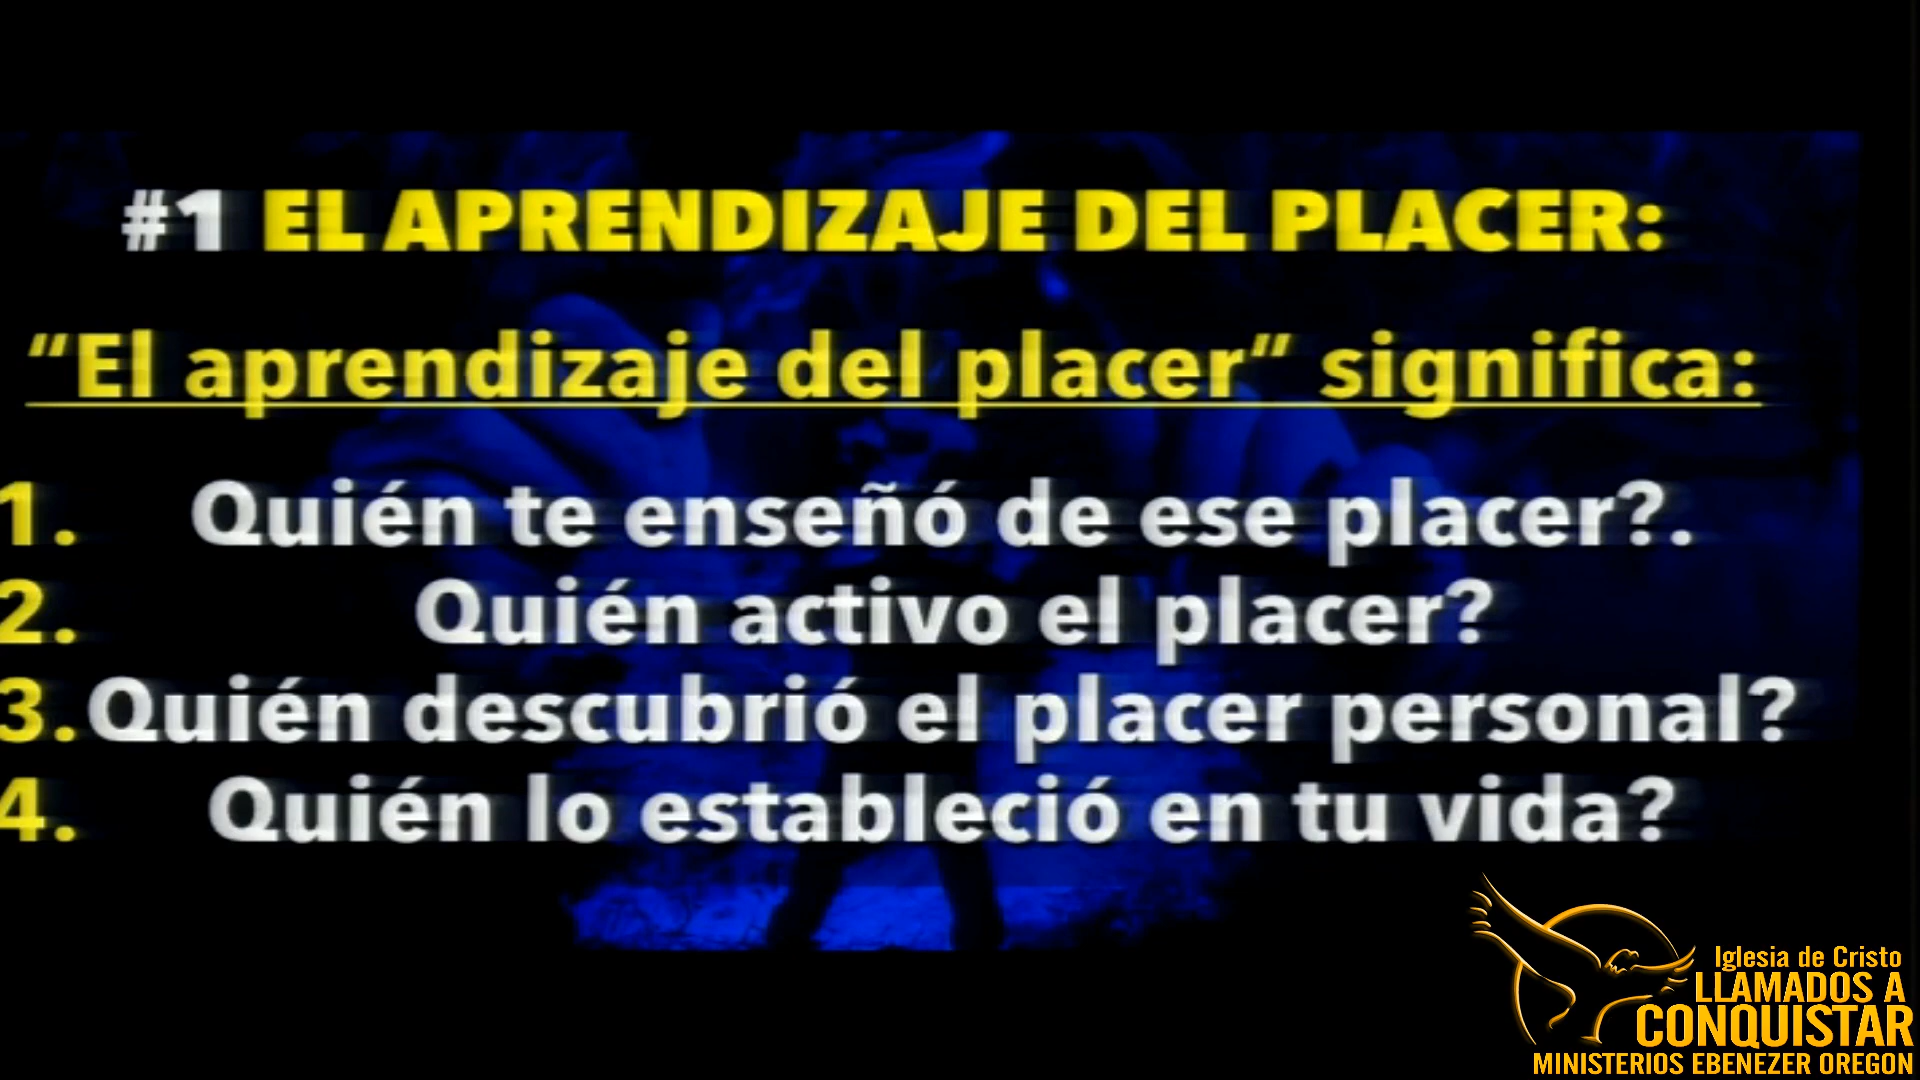 #1 EL APRENDIZAJE DEL PLACER:
“El aprendizaje del placer“ significa:
1. Quién te enseñó de ese placer?.
2. Quién activo el placer?
3. Quién descubrió el placer personal?
4. Quién lo estableció en tu vida?
Iglesia de Cristo
LLAMADOS A
CONQUISTAR
MINISTERIOS EBENEZER OREGON